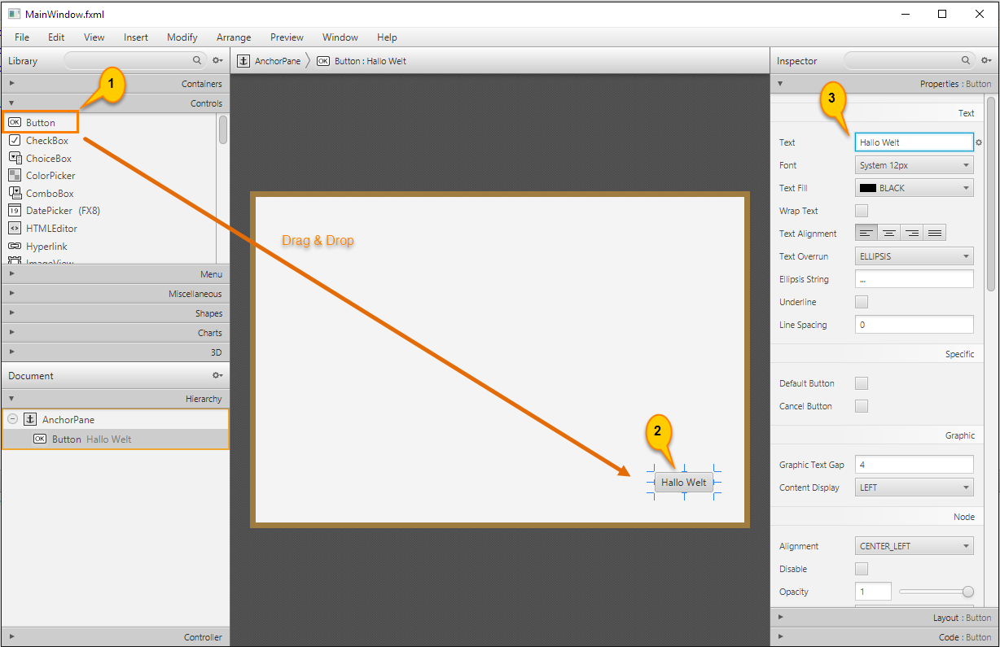 MainWindow.fxml
File Edit View Insert Modify Arrange Preview Window Help
Library
AnchorPane
OK Button : Hallo Welt
Inspector
Containers
1
Controls
OK Button
CheckBox
ChoiceBox
ColorPicker
ComboBox
19 DatePicker (FX8)
HTMLEditor
Hyperlink
ImageView
Menu
Miscellaneous
Shapes
Charts
3D
Document
Hierarchy
AnchorPane
OK Button Hallo Welt
Controller
Drag & Drop
2
Hallo Welt
Properties : Button
3
Text
Text Hallo Welt
Font System 12px
Text Fill BLACK
Wrap Text
Text Alignment
Text Overrun ELLIPSIS
Ellipsis String ...
Underline
Line Spacing 0
Specific
Default Button
Cancel Button
Graphic
Graphic Text Gap 4
Content Display LEFT
Node
Alignment CENTER_LEFT
Disable
Opacity 1
Layout : Button
Code : Button